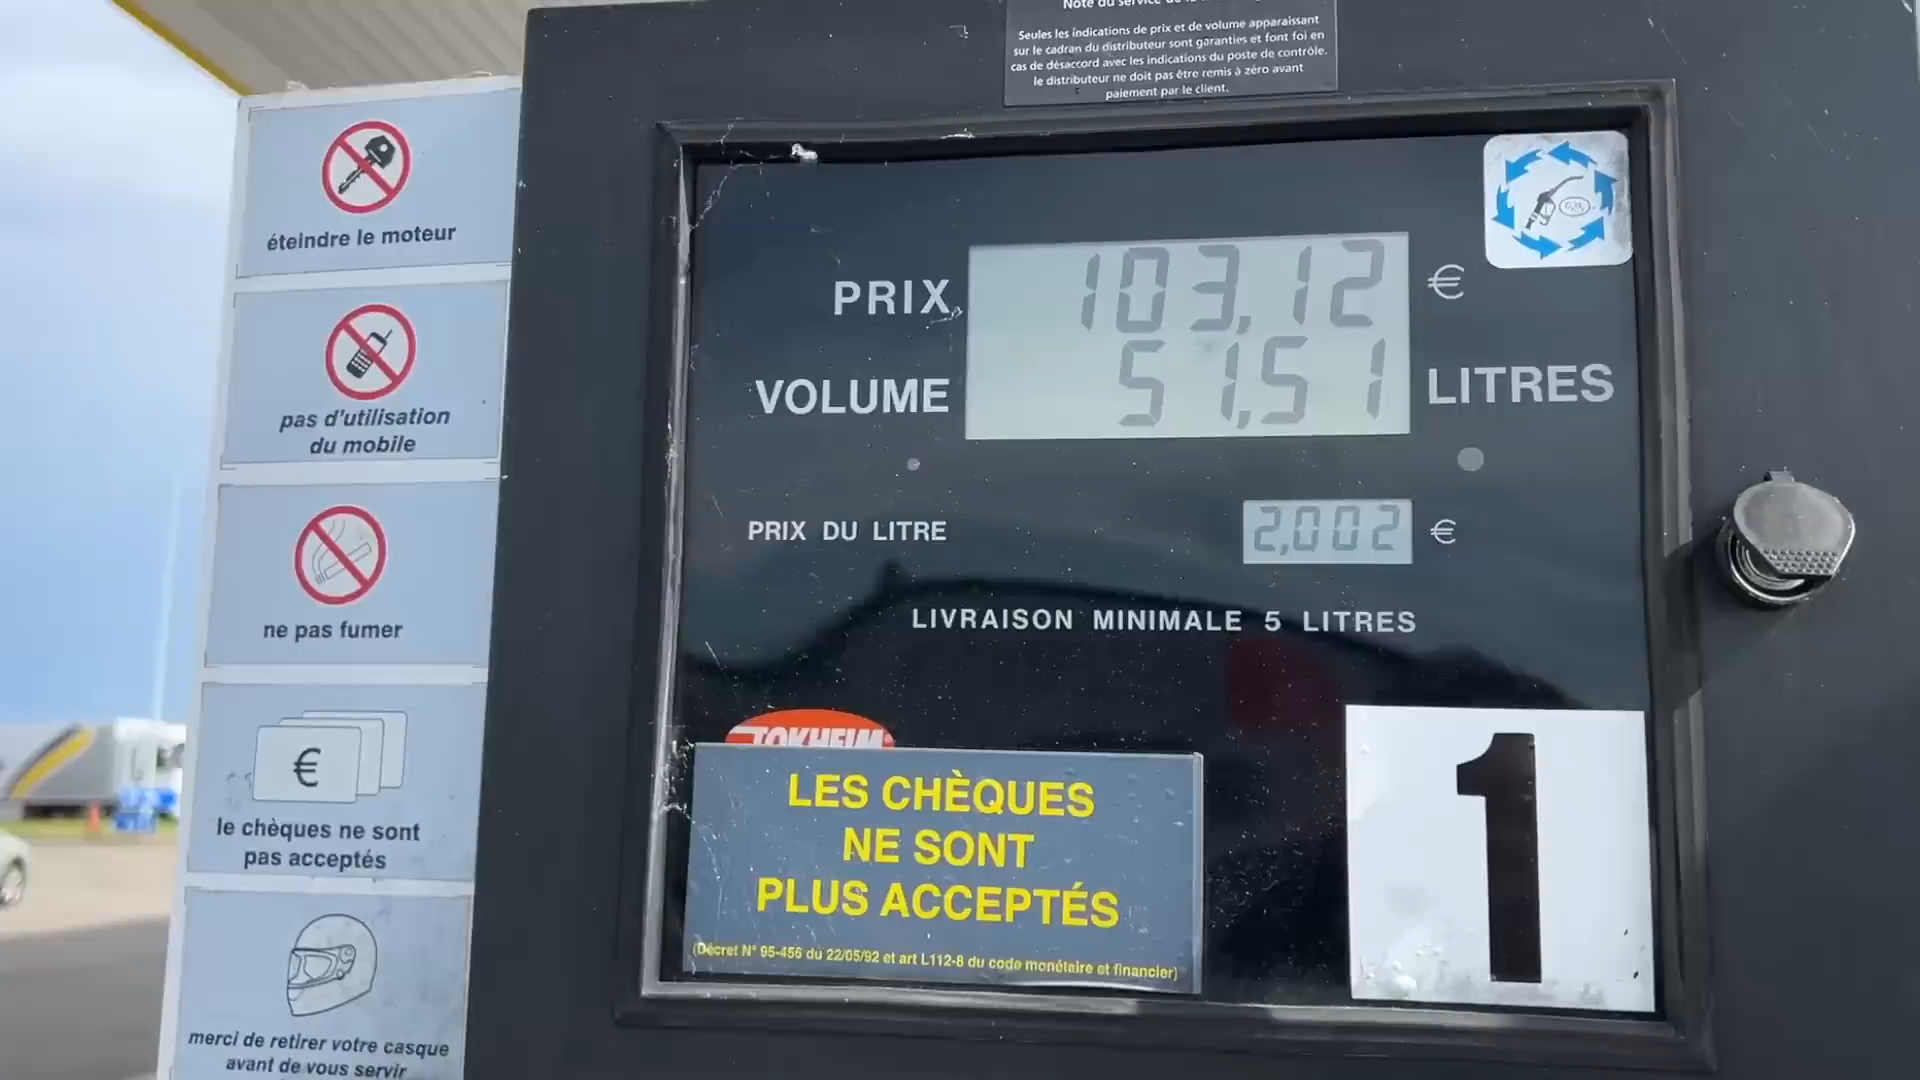 Note du service de la
Seules les indications de prix et de volume apparaissant
sur le cadran du distributeur sont garanties et font foi en
cas de désaccord avec les indications du poste de contrôle.
le distributeur ne doit pas être remis à zéro avant
paiement par le client.
éteindre le moteur
pas d'utilisation
du mobile
ne pas fumer
€
le chèques ne sont
pas acceptés
merci de retirer votre casque
avant de vous servir
PRIX 103,12 €
VOLUME 51,51 LITRES
PRIX DU LITRE 2,002 €
LIVRAISON MINIMALE 5 LITRES
TOKHEIM
LES CHÈQUES
NE SONT
PLUS ACCEPTÉS
(Décret N° 95-456 du 22/05/92 et art L112-8 du code monétaire et financier)
1